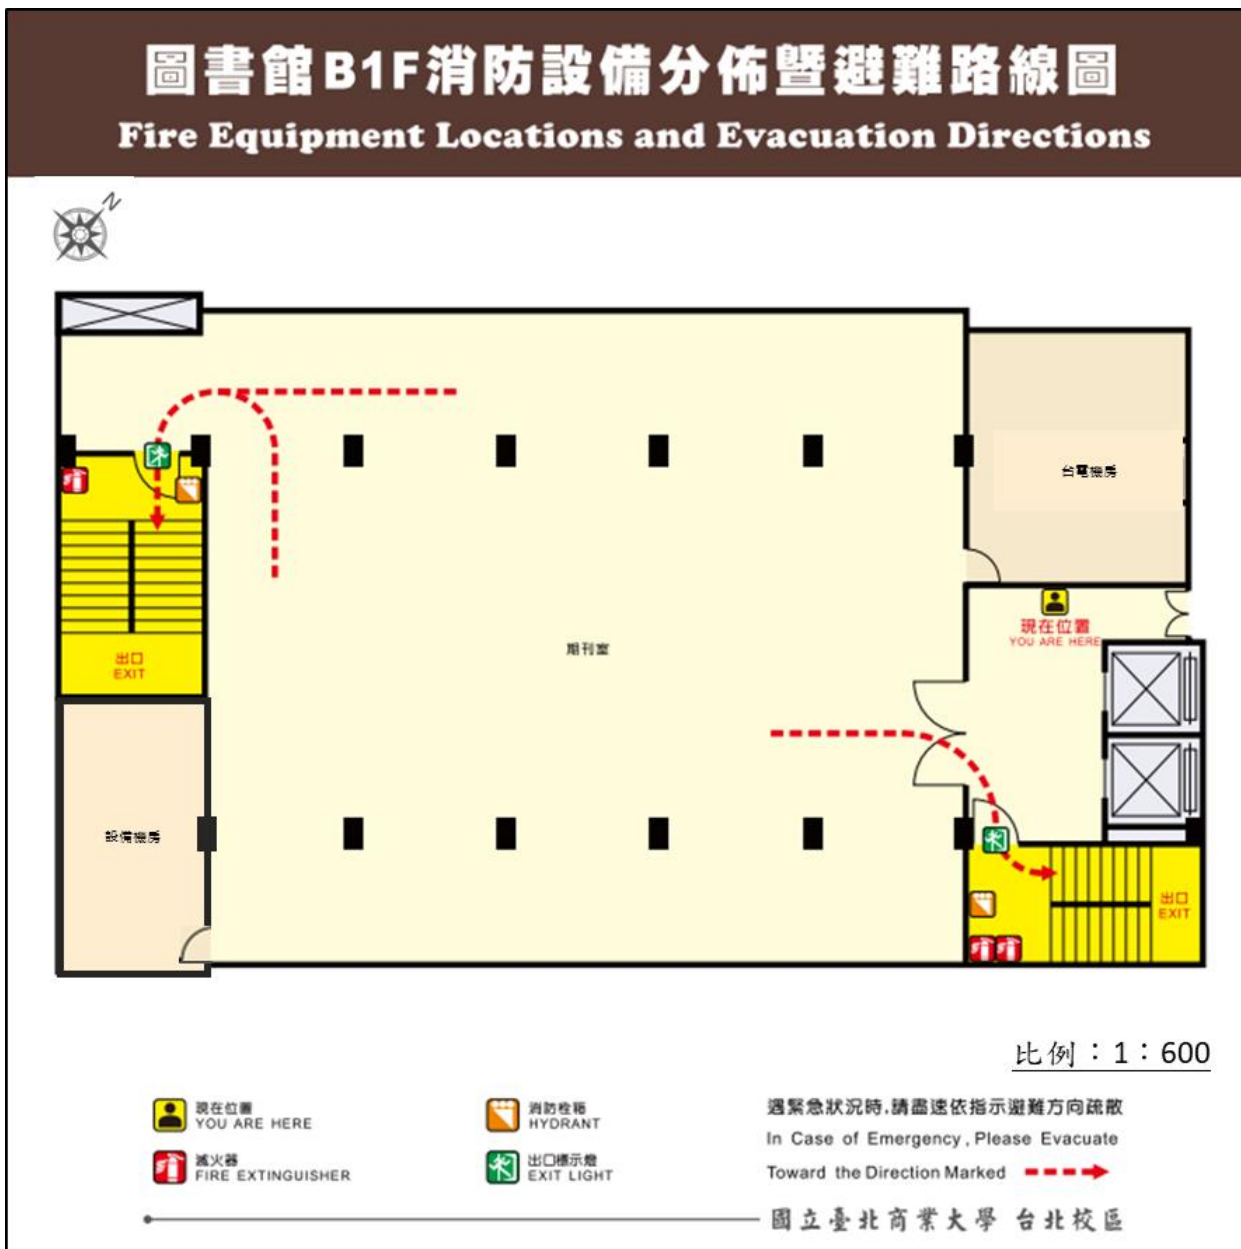 圖書館B1F消防設備分佈暨避難路線圖
Fire Equipment Locations and Evacuation Directions
N
台電機房
現在位置
YOU ARE HERE
期刊室
出口
EXIT
設備機房
出口
EXIT
比例：1：600
現在位置
YOU ARE HERE
滅火器
FIRE EXTINGUISHER
消防栓箱
HYDRANT
出口標示燈
EXIT LIGHT
遇緊急狀況時,請盡速依指示避難方向疏散
In Case of Emergency, Please Evacuate
Toward the Direction Marked
國立臺北商業大學 台北校區